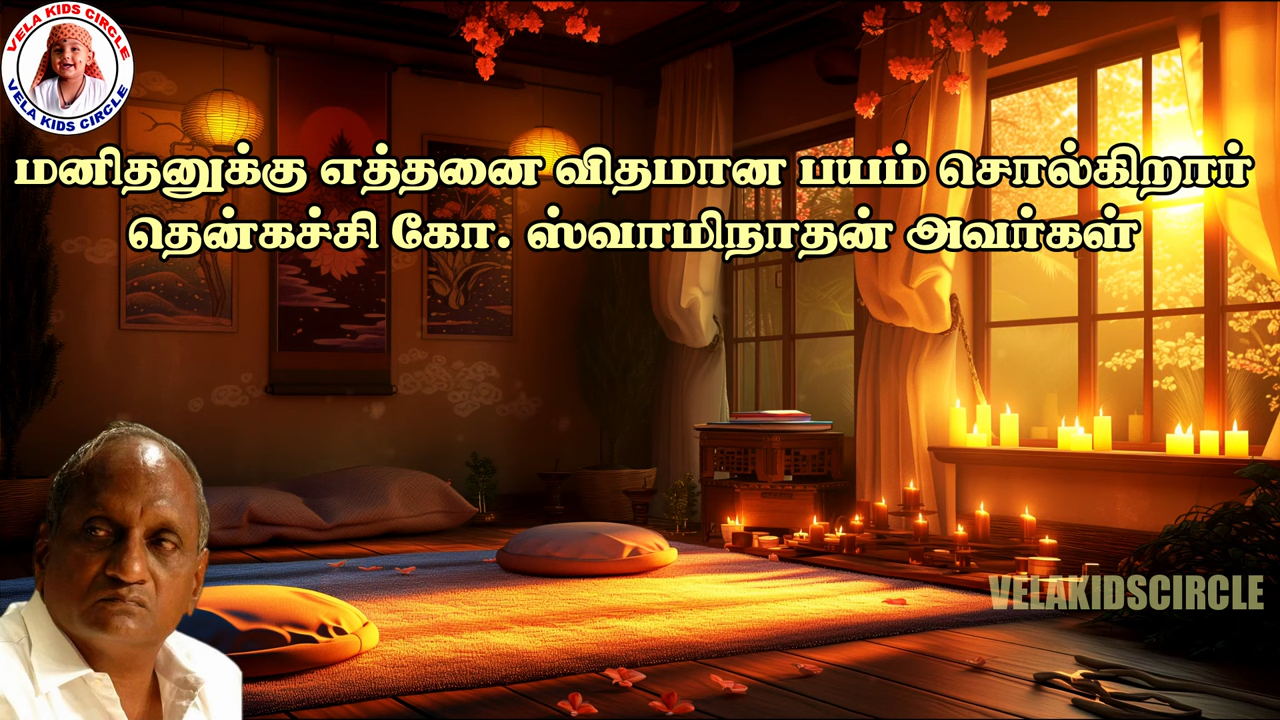 VELA KIDS CIRCLE
VELA KIDS CIRCLE
மனிதனுக்கு எத்தனை விதமான பயம் சொல்கிறார்
தென்கச்சி கோ. ஸ்வாமிநாதன் அவர்கள்
VELAKIDSCIRCLE